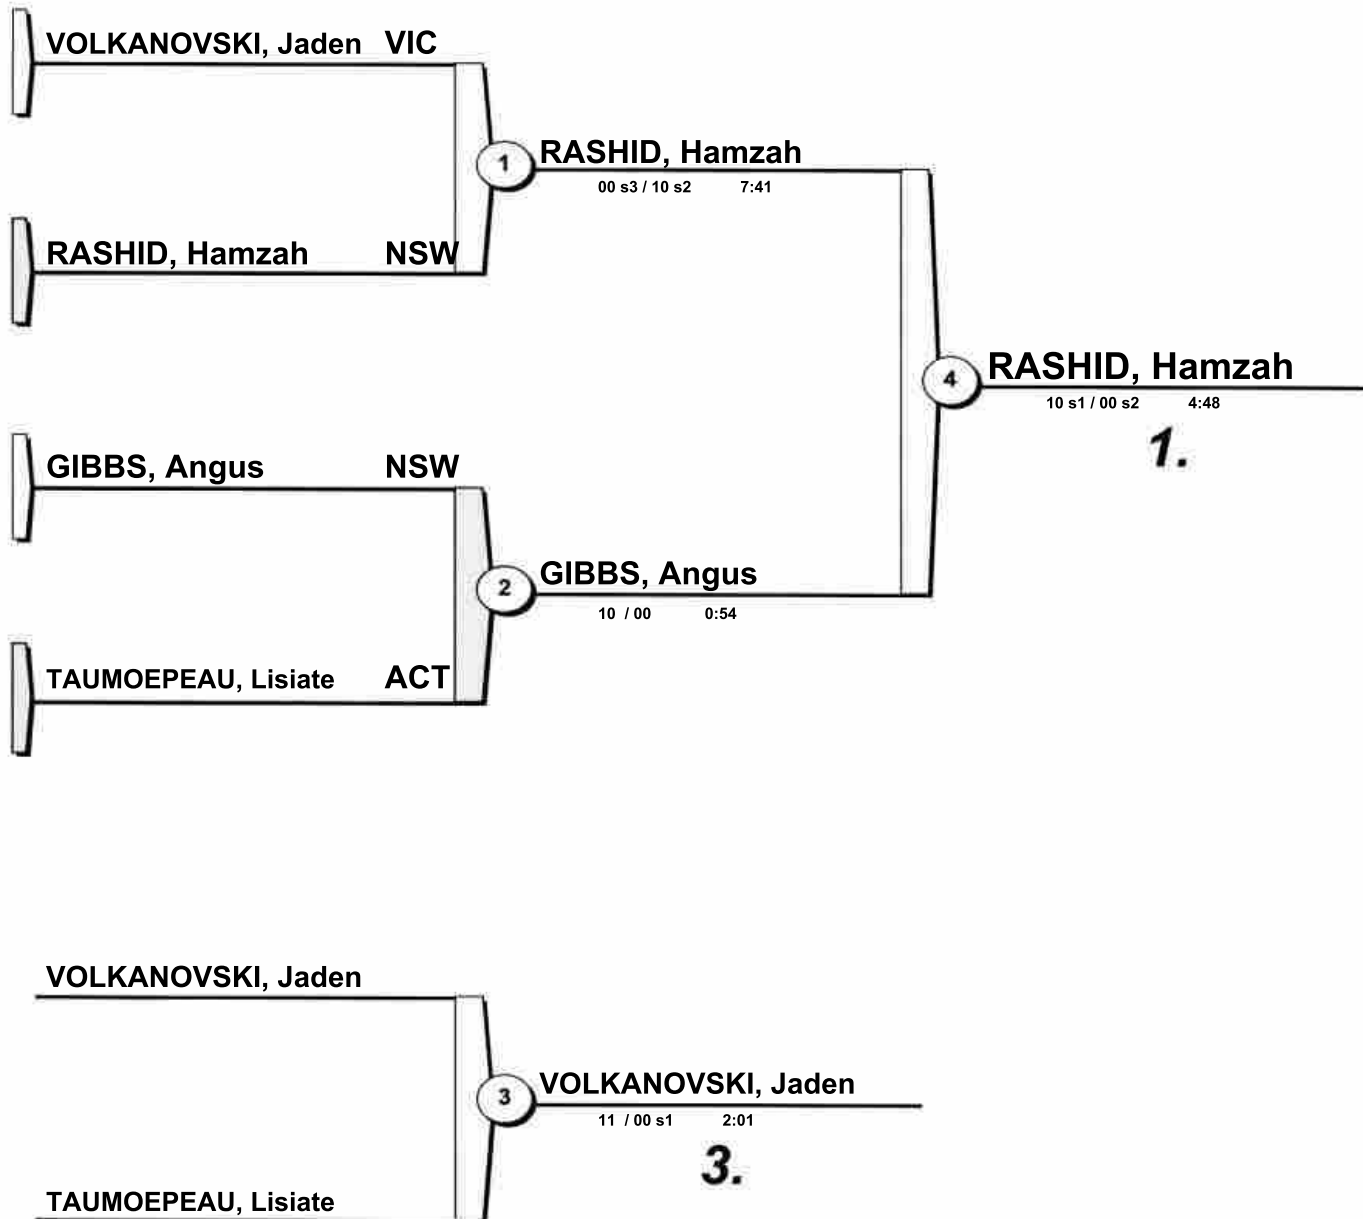 VOLKANOVSKI, Jaden VIC
1 RASHID, Hamzah
00 s3 / 10 s2 7:41
RASHID, Hamzah NSW
4 RASHID, Hamzah
10 s1 / 00 s2 4:48
1.
GIBBS, Angus NSW
2 GIBBS, Angus
10 / 00 0:54
TAUMOEPEAU, Lisiate ACT
VOLKANOVSKI, Jaden
3 VOLKANOVSKI, Jaden
11 / 00 s1 2:01
3.
TAUMOEPEAU, Lisiate